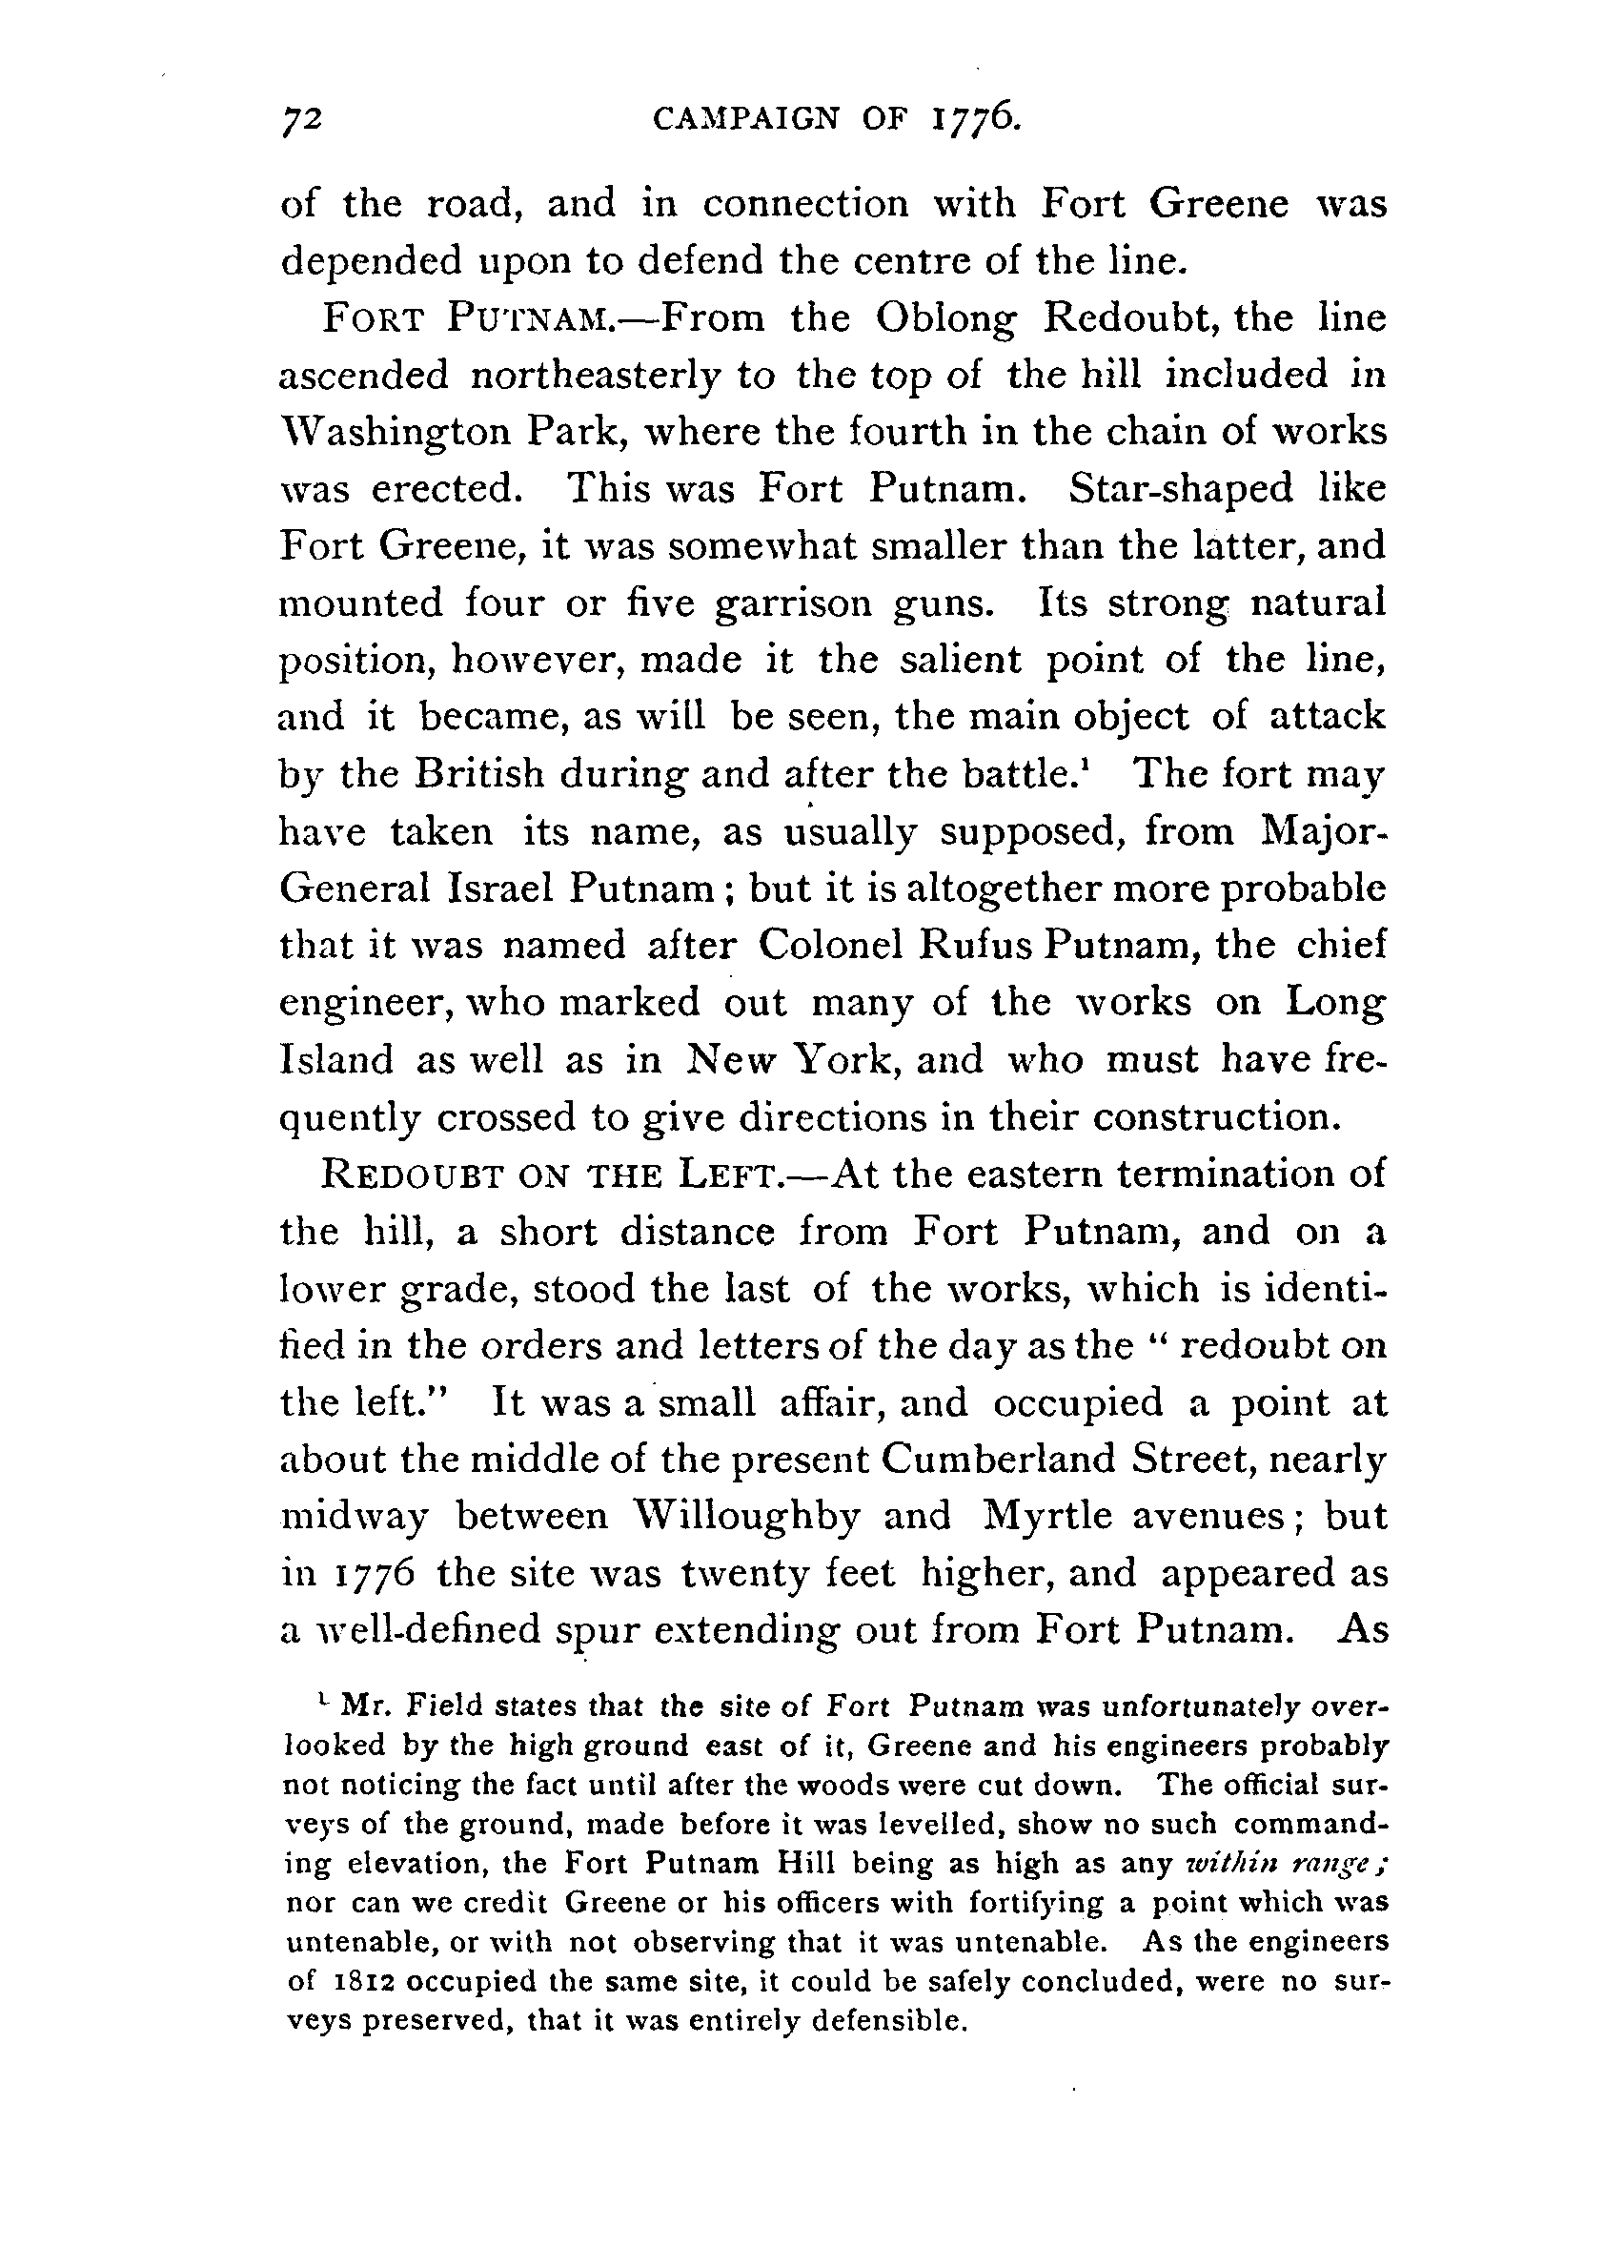 72 CAMPAIGN OF 1776.
of the road, and in connection with Fort Greene was
depended upon to defend the centre of the line.
FORT PUTNAM.—From the Oblong Redoubt, the line
ascended northeasterly to the top of the hill included in
Washington Park, where the fourth in the chain of works
was erected. This was Fort Putnam. Star-shaped like
Fort Greene, it was somewhat smaller than the latter, and
mounted four or five garrison guns. Its strong natural
position, however, made it the salient point of the line,
and it became, as will be seen, the main object of attack
by the British during and after the battle.¹ The fort may
have taken its name, as usually supposed, from Major-
General Israel Putnam; but it is altogether more probable
that it was named after Colonel Rufus Putnam, the chief
engineer, who marked out many of the works on Long
Island as well as in New York, and who must have fre-
quently crossed to give directions in their construction.
REDOUBT ON THE LEFT.—At the eastern termination of
the hill, a short distance from Fort Putnam, and on a
lower grade, stood the last of the works, which is identi-
fied in the orders and letters of the day as the "redoubt on
the left." It was a small affair, and occupied a point at
about the middle of the present Cumberland Street, nearly
midway between Willoughby and Myrtle avenues; but
in 1776 the site was twenty feet higher, and appeared as
a well-defined spur extending out from Fort Putnam. As
¹ Mr. Field states that the site of Fort Putnam was unfortunately over-
looked by the high ground east of it, Greene and his engineers probably
not noticing the fact until after the woods were cut down. The official sur-
veys of the ground, made before it was levelled, show no such command-
ing elevation, the Fort Putnam Hill being as high as any within range;
nor can we credit Greene or his officers with fortifying a point which was
untenable, or with not observing that it was untenable. As the engineers
of 1812 occupied the same site, it could be safely concluded, were no sur-
veys preserved, that it was entirely defensible.